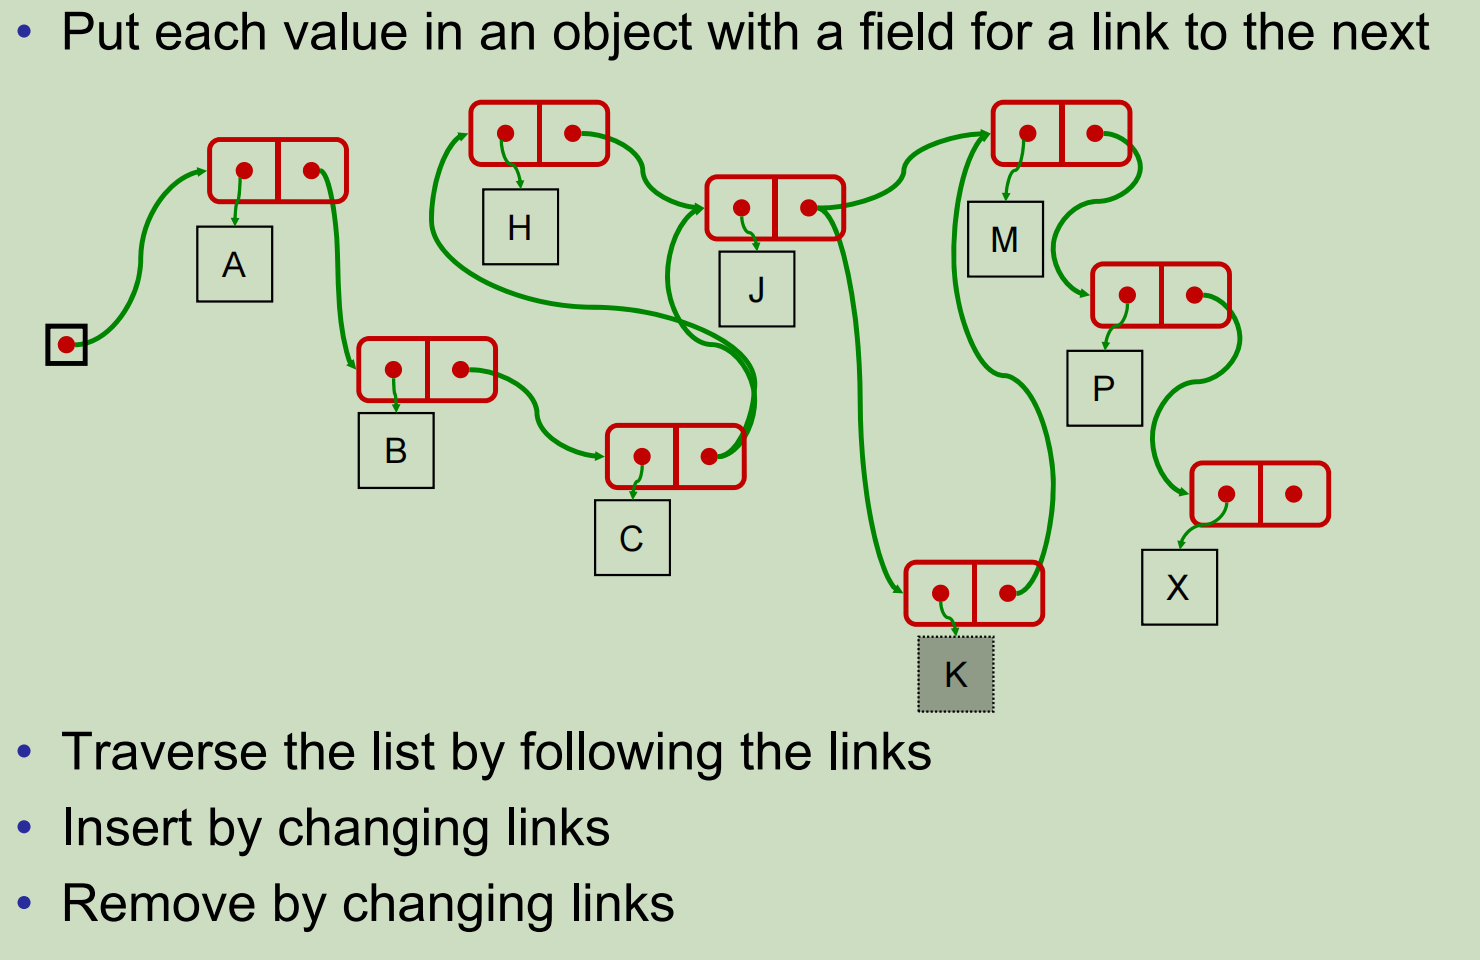 • Put each value in an object with a field for a link to the next
H
M
A
J
P
B
C
X
K
• Traverse the list by following the links
• Insert by changing links
• Remove by changing links